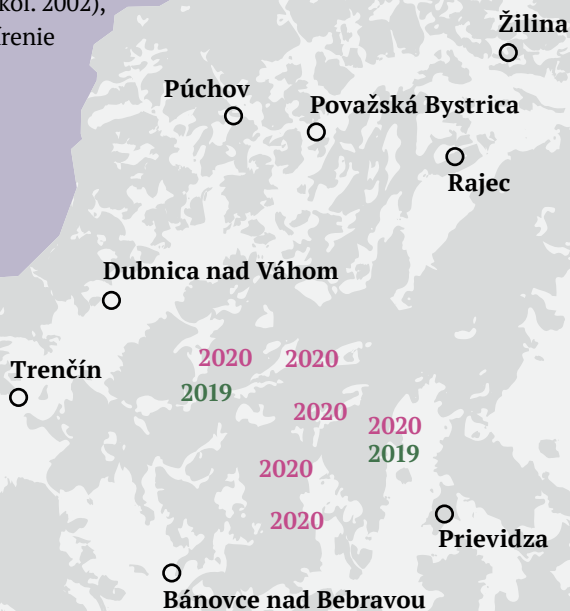 kol. 2002),
írenie
Žilina
Púchov
Považská Bystrica
Rajec
Dubnica nad Váhom
2020 2020
Trenčín
2019
2020
2020
2019
2020
2020
Prievidza
Bánovce nad Bebravou